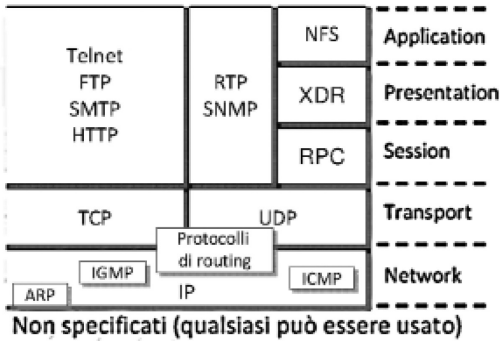 NFS
Application
Telnet
FTP
SMTP
HTTP
RTP
SNMP
XDR
Presentation
RPC
Session
TCP
UDP
Transport
Protocolli
di routing
IGMP
ICMP
Network
ARP
IP
Non specificati (qualsiasi può essere usato)